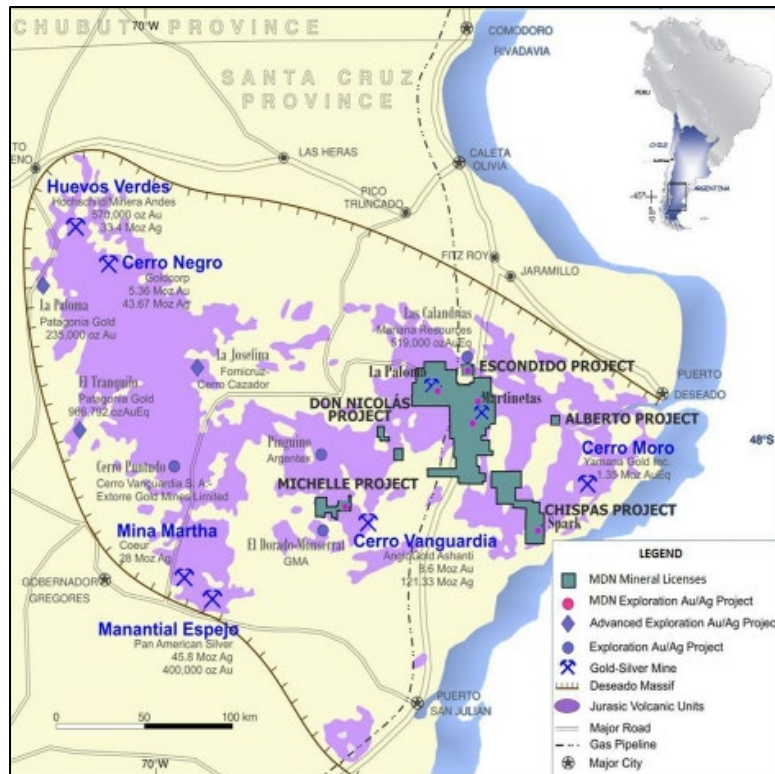 70° W
CHUBUT PROVINCE
COMODORO
RIVADAVIA
SANTA CRUZ
PROVINCE
PERU
CHILE
ARGENTINA
LAS HERAS
CALETA
OLIVIA
PICO
TRUNCADO
Huevos Verdes
Hochschild/Minera Andes
570,000 oz Au
33.4 Moz Ag
FITZ ROY
JARAMILLO
Cerro Negro
Goldcorp
5.36 Moz Au
43.67 Moz Ag
La Paloma
Patagonia Gold
235,000 oz Au
Las Calandrias
Mariana Resources
519,000 ozAuEq
La Josefina
Fomicruz-
Cerro Cazador
La Paloma
ESCONDIDO PROJECT
El Tranquilo
Patagonia Gold
966,792 ozAuEq
DON NICOLÁS
PROJECT
Martinetas
PUERTO
DESEADO
ALBERTO PROJECT
48°S
Cerro Moro
Yamana Gold Inc.
1.35 Moz AuEq
Pinguino
Argentex
Cerro Puntudo
Cerro Vanguardia S. A.-
Extorre Gold Mines Limited
MICHELLE PROJECT
CHISPAS PROJECT
Spark
Mina Martha
Coeur
28 Moz Ag
El Dorado-Monserrat
GMA
Cerro Vanguardia
AngloGold Ashanti
8.6 Moz Au
121.33 Moz Ag
GOBERNADOR
GREGORES
Manantial Espejo
Pan American Silver
45.8 Moz Ag
400,000 oz Au
PUERTO
SAN JULIÁN
0 50 100 km
70° W
LEGEND
MDN Mineral Licenses
MDN Exploration Au/Ag Project
Advanced Exploration Au/Ag Project
Exploration Au/Ag Project
Gold-Silver Mine
Deseado Massif
Jurasic Volcanic Units
Major Road
Gas Pipeline
Major City